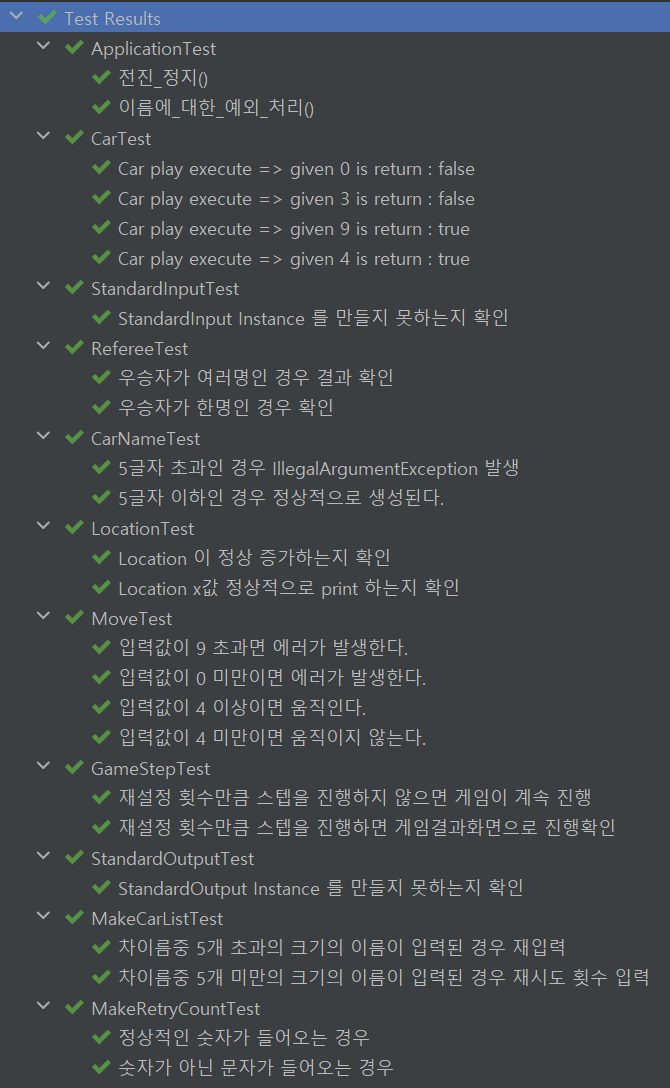 Test Results
ApplicationTest
전진_정지()
이름에_대한_예외_처리()
CarTest
Car play execute => given 0 is return : false
Car play execute => given 3 is return : false
Car play execute => given 9 is return : true
Car play execute => given 4 is return : true
StandardInputTest
StandardInput Instance 를 만들지 못하는지 확인
RefereeTest
우승자가 여러명인 경우 결과 확인
우승자가 한명인 경우 확인
CarNameTest
5글자 초과인 경우 IllegalArgumentException 발생
5글자 이하인 경우 정상적으로 생성된다.
LocationTest
Location 이 정상 증가하는지 확인
Location x값 정상적으로 print 하는지 확인
MoveTest
입력값이 9 초과면 에러가 발생한다.
입력값이 0 미만이면 에러가 발생한다.
입력값이 4 이상이면 움직인다.
입력값이 4 미만이면 움직이지 않는다.
GameStepTest
재설정 횟수만큼 스텝을 진행하지 않으면 게임이 계속 진행
재설정 횟수만큼 스텝을 진행하면 게임결과화면으로 진행확인
StandardOutputTest
StandardOutput Instance 를 만들지 못하는지 확인
MakeCarListTest
차이름중 5개 초과의 크기의 이름이 입력된 경우 재입력
차이름중 5개 미만의 크기의 이름이 입력된 경우 재시도 횟수 입력
MakeRetryCountTest
정상적인 숫자가 들어오는 경우
숫자가 아닌 문자가 들어오는 경우